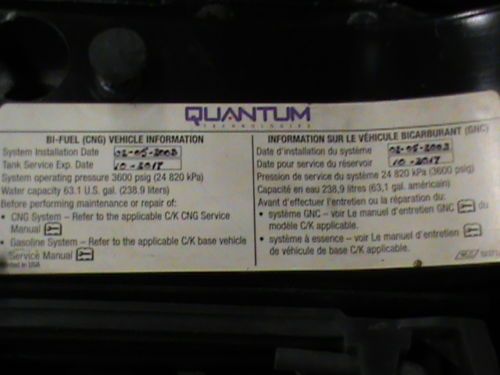 QUANTUM
TECHNOLOGIES
BI-FUEL (CNG) VEHICLE INFORMATION
System Installation Date 02-05-2003
Tank Service Exp. Date 10-2017
System operating pressure 3600 psig (24 820 kPa)
Water capacity 63.1 U.S. gal. (238.9 liters)
Before performing maintenance or repair of:
• CNG System – Refer to the applicable C/K CNG Service
Manual
• Gasoline System – Refer to the applicable C/K base vehicle
Service Manual
Printed in USA
INFORMATION SUR LE VÉHICULE BICARBURANT (GNC)
Date d'installation du système 02-05-2003
Date pour service du réservoir 10-2017
Pression de service du système 24 820 kPa (3600 psig)
Capacité en eau 238,9 litres (63,1 gal. américain)
Avant d'effectuer l'entretien ou la réparation du:
• système GNC – voir Le manuel d'entretien GNC du
modèle C/K applicable.
• système à essence – voir Le manuel d'entretien
de véhicule de base C/K applicable.